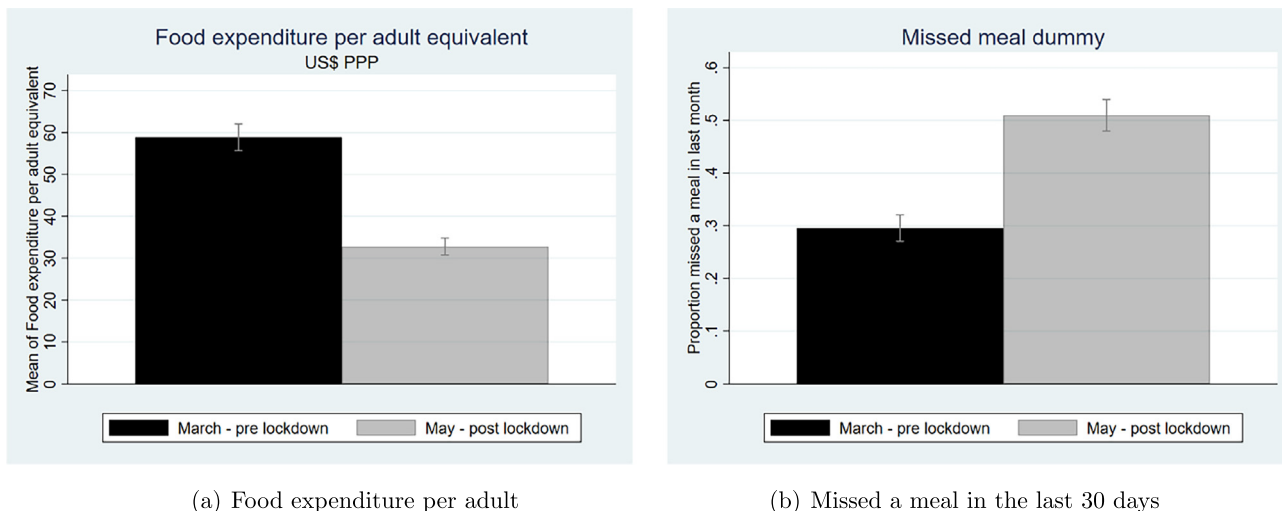 Food expenditure per adult equivalent
US$ PPP
Mean of Food expenditure per adult equivalent
70
60
50
40
30
20
10
0
March - pre lockdown
May - post lockdown
(a) Food expenditure per adult
Missed meal dummy
Proportion missed a meal in last month
.6
.5
.4
.3
.2
.1
0
March - pre lockdown
May - post lockdown
(b) Missed a meal in the last 30 days